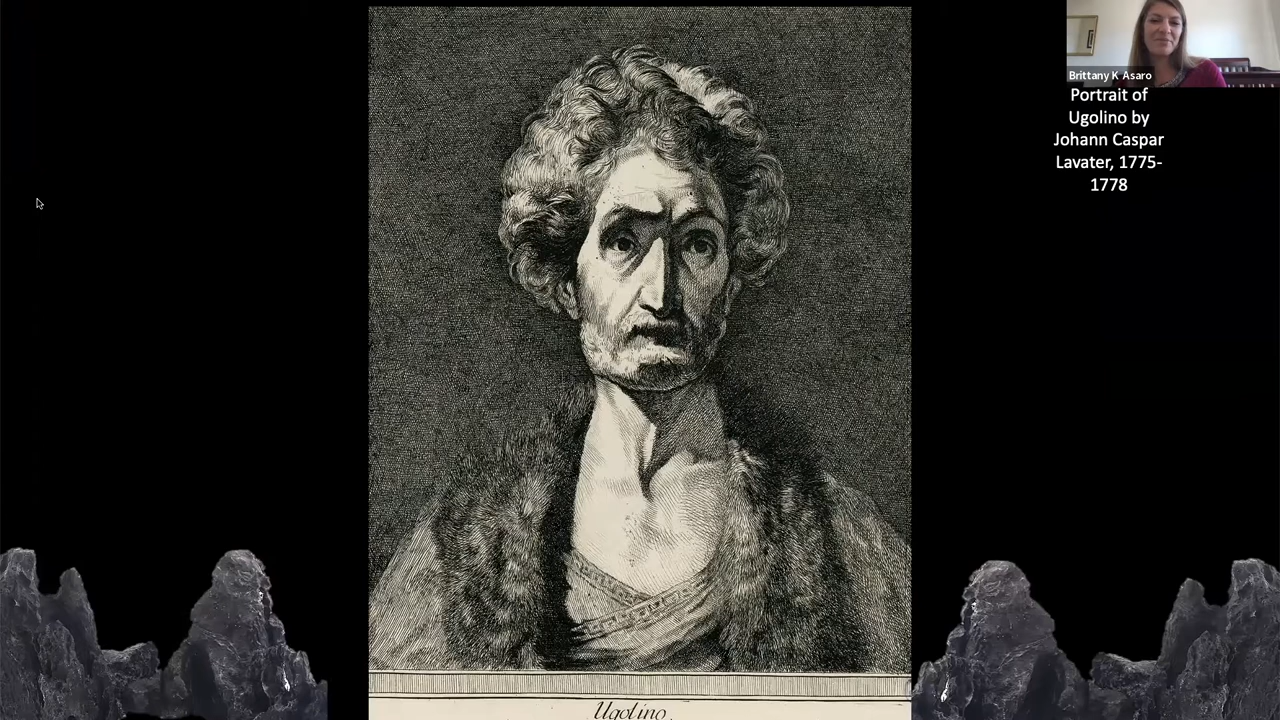 Brittany K Asaro
Portrait of
Ugolino by
Johann Caspar
Lavater, 1775-
1778
Ugolino.